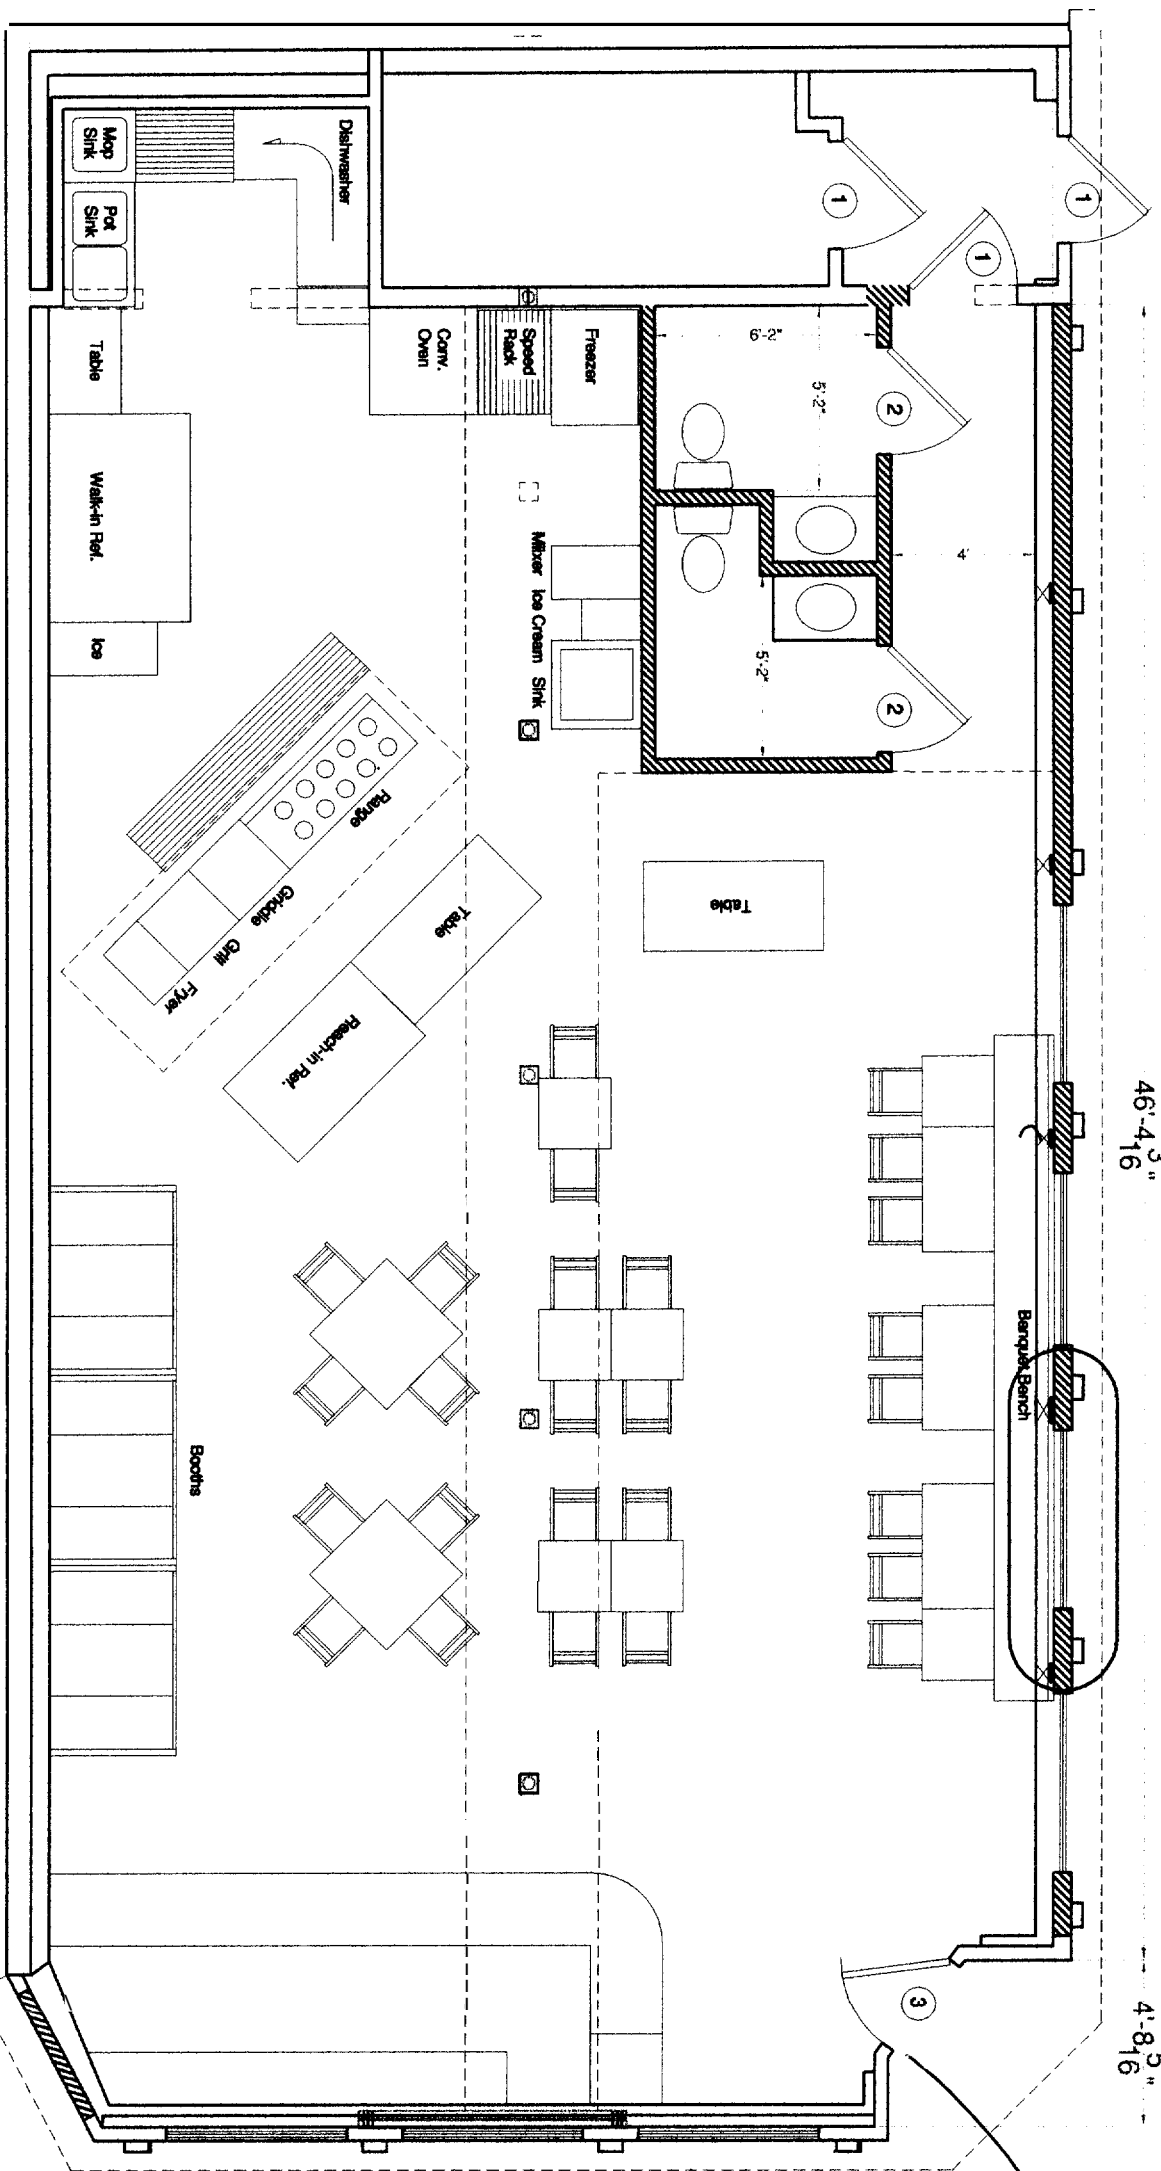 46'-4 3/16"
4'-8 5/16"
1
1
1
Dishwasher
Mop
Sink
Pot
Sink
6'-2"
5'-2"
2
Freezer
Speed
Rack
Conv.
Oven
Table
Walk-in Ref.
Ice
4'
Mixer Ice Cream Sink
5'-2"
2
Range
Griddle
Grill
Fryer
Table
Reach-in Ref.
Table
Banquet Bench
Booths
3